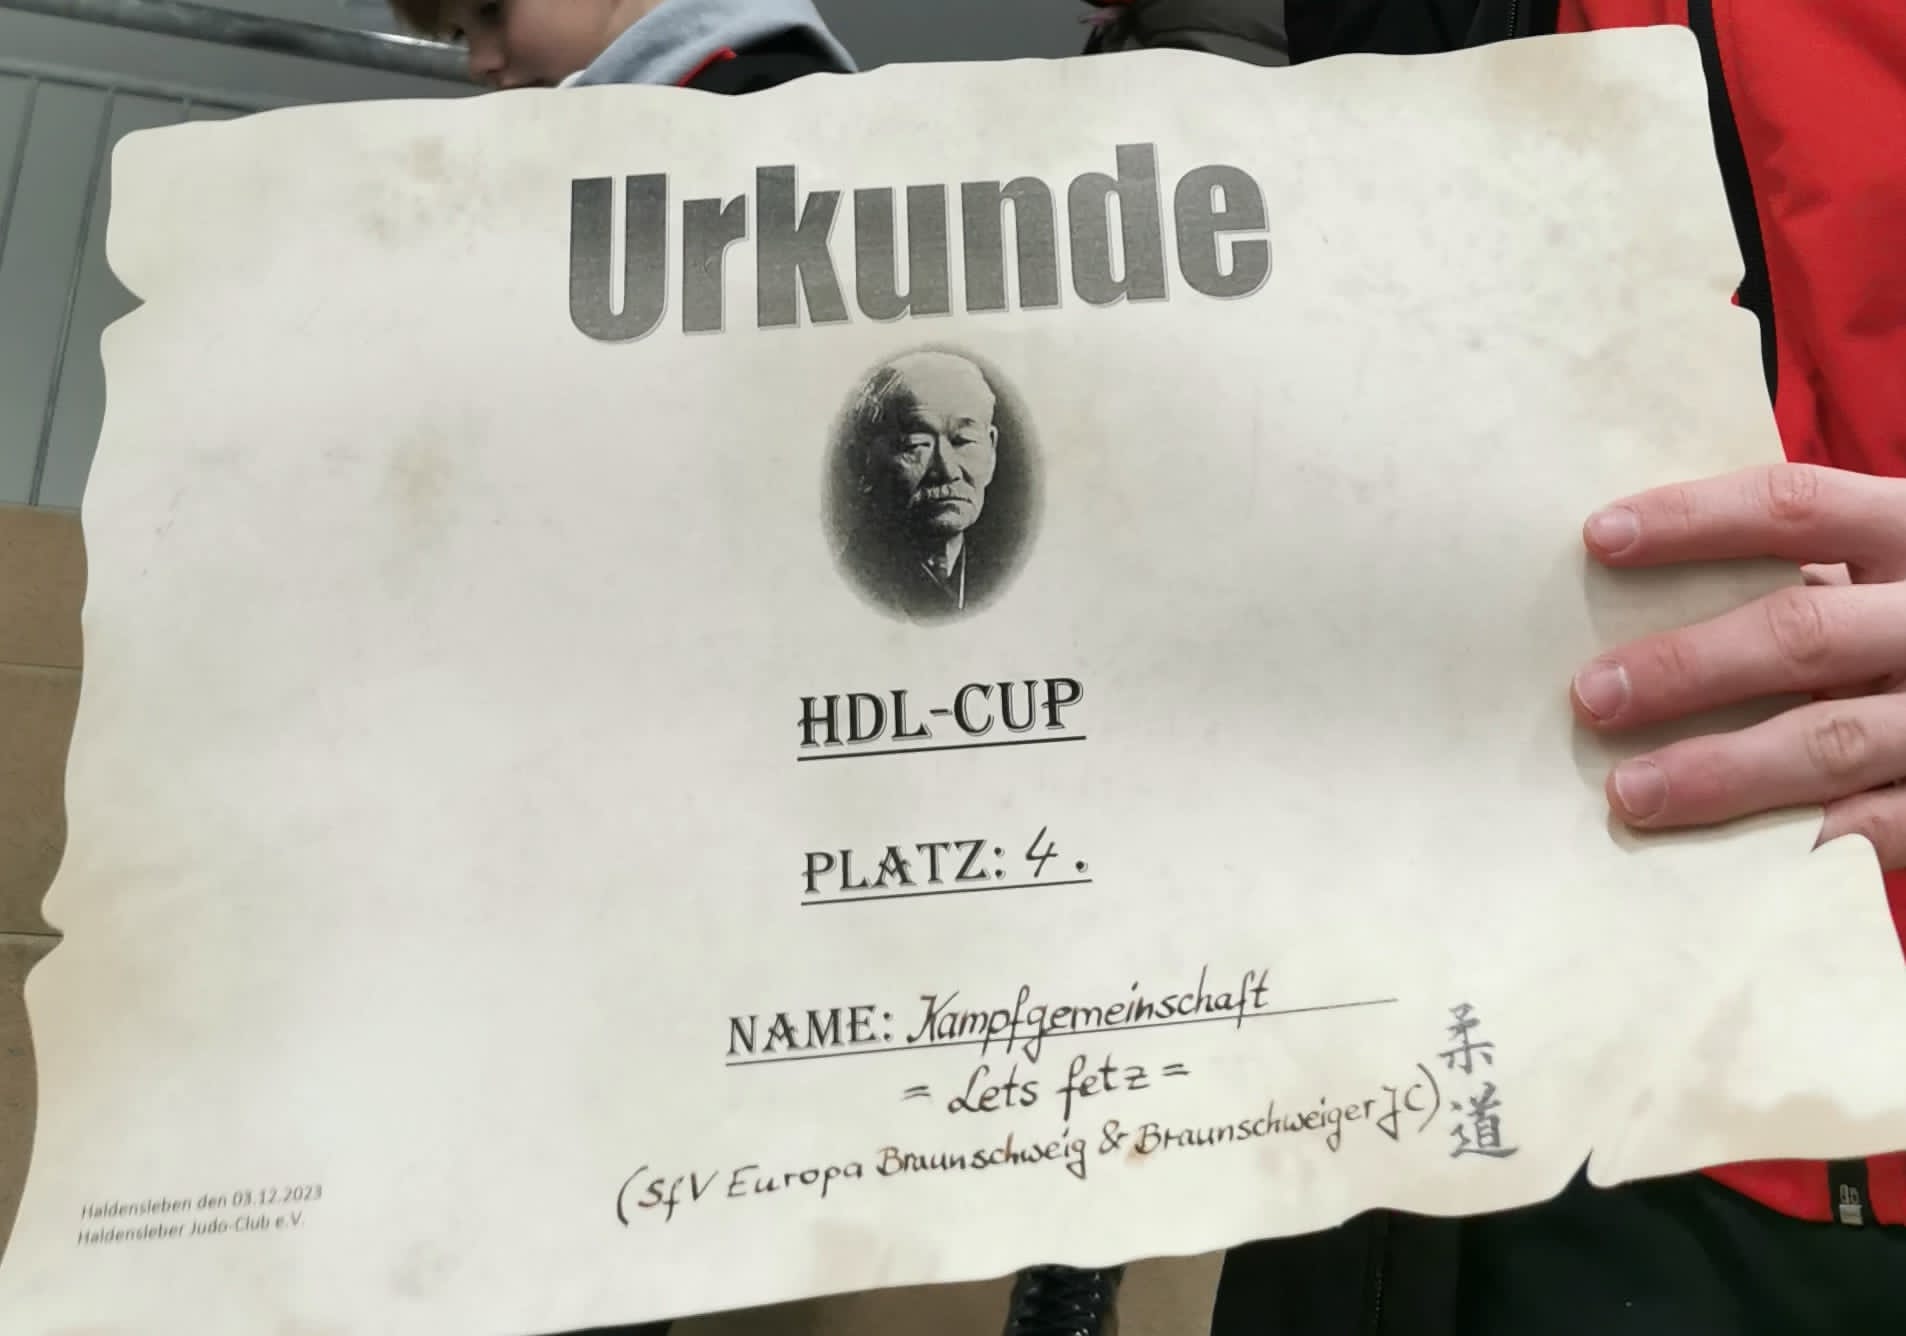 Urkunde
HDL-CUP
PLATZ: 4.
NAME: Kampfgemeinschaft
= Lets fetz =
(SfV Europa Braunschweig & Braunschweiger JC)
柔道
Haldensleben den 03.12.2023
Haldensleber Judo-Club e.V.